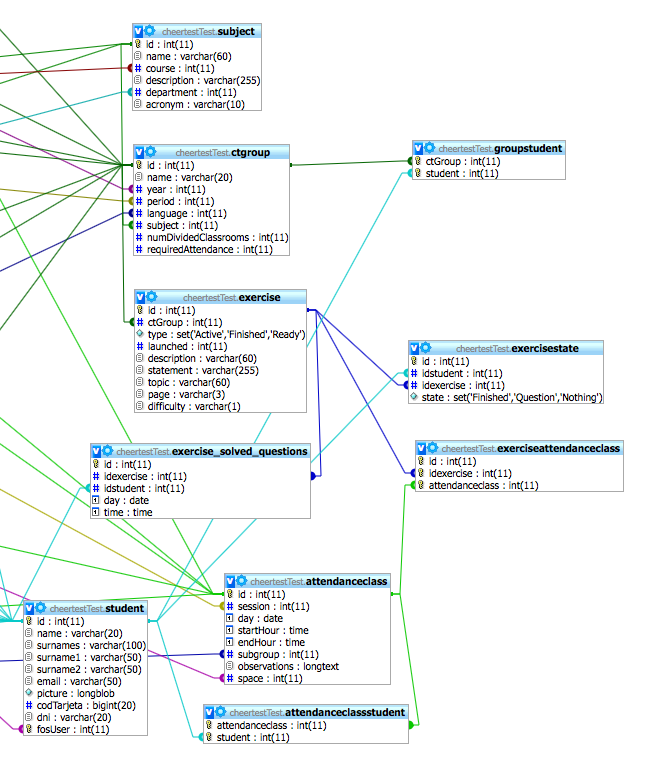 cheertestTest.subject
id : int(11)
name : varchar(60)
# course : int(11)
description : varchar(255)
# department : int(11)
acronym : varchar(10)
cheertestTest.ctgroup
id : int(11)
name : varchar(20)
# year : int(11)
# period : int(11)
# language : int(11)
# subject : int(11)
# numDividedClassrooms : int(11)
# requiredAttendance : int(11)
cheertestTest.groupstudent
ctGroup : int(11)
student : int(11)
cheertestTest.exercise
id : int(11)
# ctGroup : int(11)
type : set('Active','Finished','Ready')
# launched : int(11)
description : varchar(60)
statement : varchar(255)
topic : varchar(60)
page : varchar(3)
difficulty : varchar(1)
cheertestTest.exercisestate
id : int(11)
# idstudent : int(11)
# idexercise : int(11)
state : set('Finished','Question','Nothing')
cheertestTest.exercise_solved_questions
id : int(11)
# idexercise : int(11)
# idstudent : int(11)
day : date
time : time
cheertestTest.exerciseattendanceclass
id : int(11)
idexercise : int(11)
attendanceclass : int(11)
cheertestTest.attendanceclass
id : int(11)
# session : int(11)
day : date
startHour : time
endHour : time
# subgroup : int(11)
observations : longtext
# space : int(11)
cheertestTest.student
id : int(11)
name : varchar(20)
surnames : varchar(100)
surname1 : varchar(50)
surname2 : varchar(50)
email : varchar(50)
picture : longblob
# codTarjeta : bigint(20)
dni : varchar(20)
fosUser : int(11)
cheertestTest.attendanceclassstudent
attendanceclass : int(11)
student : int(11)